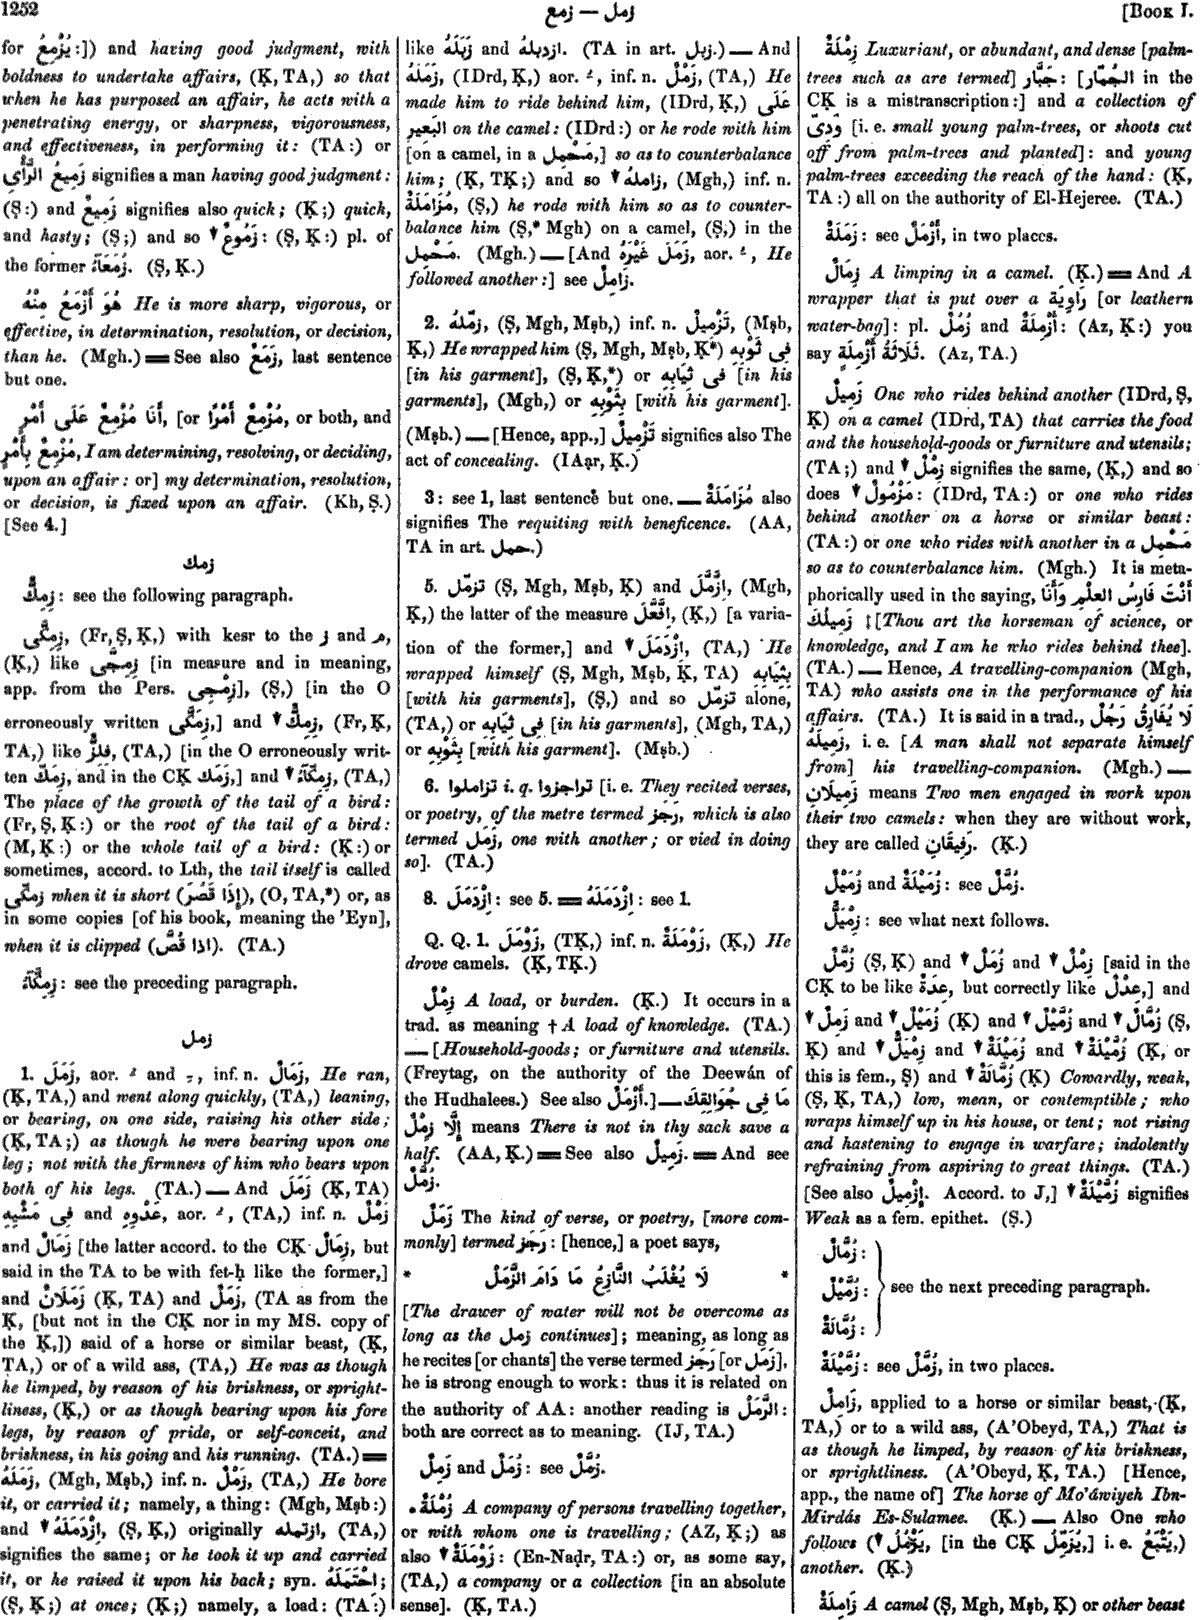 1252
زمل — زمع
[BOOK I.
for يُزْمِعُ:]) and having good judgment, with
boldness to undertake affairs, (Ḳ, TA,) so that
when he has purposed an affair, he acts with a
penetrating energy, or sharpness, vigorousness,
and effectiveness, in performing it: (TA:) or
زَمِيعُ الرَّأْىِ signifies a man having good judgment:
(Ṣ:) and زَمِيعٌ signifies also quick; (Ḳ;) quick,
and hasty; (Ṣ;) and so ▼ زَمُوعٌ: (Ṣ, Ḳ:) pl. of
the former زُمَعَآءُ. (Ṣ, Ḳ.)
هُوَ أَزْمَعُ مِنْهُ He is more sharp, vigorous, or
effective, in determination, resolution, or decision,
than he. (Mgh.) ═ See also زَمَعٌ, last sentence
but one.
أَنَا مُزْمِعٌ عَلَى أَمْرٍ, [or مُزْمِعٌ أَمْرًا, or both, and
مُزْمِعٌ بِأَمْرٍ, I am determining, resolving, or deciding,
upon an affair: or] my determination, resolution,
or decision, is fixed upon an affair. (Kh, Ṣ.)
[See 4.]
زمك
زِمِكٌّ: see the following paragraph.
زِمِكَّى, (Fr, Ṣ, Ḳ,) with kesr to the ز and م,
(Ḳ,) like زِمِجَّى [in measure and in meaning,
app. from the Pers. زِمِجِى], (Ṣ,) [in the O
erroneously written زِمَكَّى,] and ▼ زِمِكٌّ, (Fr, Ḳ,
TA,) like فِلِزٌّ, (TA,) [in the O erroneously writ-
ten زِمَكّ, and in the CḲ زَمَك,] and ▼ زِمِكَّآءُ, (TA,)
The place of the growth of the tail of a bird:
(Fr, Ṣ, Ḳ:) or the root of the tail of a bird:
(M, Ḳ:) or the whole tail of a bird: (Ḳ:) or
sometimes, accord. to Lth, the tail itself is called
زِمِكَّى when it is short (إِذَا قَصُرَ), (O, TA,*) or, as
in some copies [of his book, meaning the 'Eyn],
when it is clipped (اذا قُصَّ). (TA.)
زِمِكَّآءُ: see the preceding paragraph.
زمل
1. زَمَلَ, aor. ـُ and ـِ, inf. n. زِمَالٌ, He ran,
(Ḳ, TA,) and went along quickly, (TA,) leaning,
or bearing, on one side, raising his other side;
(Ḳ, TA;) as though he were bearing upon one
leg; not with the firmness of him who bears upon
both of his legs. (TA.) — And زَمَلَ (Ḳ, TA)
فِى مَشْيِهِ and عَدْوِهِ, aor. ـُ, (TA,) inf. n. زَمْلٌ
and زَمَالٌ [the latter accord. to the CḲ زِمَالٌ, but
said in the TA to be with fet-ḥ like the former,]
and زَمَلَانٌ (Ḳ, TA) and زَمَلٌ, (TA as from the
Ḳ, [but not in the CḲ nor in my MS. copy of
the Ḳ,]) said of a horse or similar beast, (Ḳ,
TA,) or of a wild ass, (TA,) He was as though
he limped, by reason of his briskness, or spright-
liness, (Ḳ,) or as though bearing upon his fore
legs, by reason of pride, or self-conceit, and
briskness, in his going and his running. (TA.) ═
زَمَلَهُ, (Mgh, Mṣb,) inf. n. زَمْلٌ, (TA,) He bore
it, or carried it; namely, a thing: (Mgh, Mṣb:)
and ▼ اِزْدَمَلَهُ, (Ṣ, Ḳ,) originally ازتمله, (TA,)
signifies the same; or he took it up and carried
it, or he raised it upon his back; syn. اِحْتَمَلَهُ;
(Ṣ, Ḳ;) at once; (Ḳ;) namely, a load: (TA:)
like زَبَلَهُ and ازدبلهُ. (TA in art. زبل.) — And
زَمَلَهُ, (IDrd, Ḳ,) aor. ـُ, inf. n. زَمْلٌ, (TA,) He
made him to ride behind him, (IDrd, Ḳ,) عَلَى
البَعِيرِ on the camel: (IDrd:) or he rode with him
[on a camel, in a مَحْمِل,] so as to counterbalance
him; (Ḳ, TḲ;) and so ▼ زاملهُ, (Mgh,) inf. n.
مُزَامَلَةٌ, (Ṣ,) he rode with him so as to counter-
balance him (Ṣ,* Mgh) on a camel, (Ṣ,) in the
مَحْمِل. (Mgh.) — [And زَمَلَ غَيْرَهُ, aor. ـُ, He
followed another:] see زَامِلٌ.
2. زمّلهُ, (Ṣ, Mgh, Mṣb,) inf. n. تَزْمِيلٌ, (Mṣb,
Ḳ,) He wrapped him (Ṣ, Mgh, Mṣb, Ḳ*) فِى ثَوْبِهِ
[in his garment], (Ṣ, Ḳ,*) or فى ثِيَابِهِ [in his
garments], (Mgh,) or بِثَوْبِهِ [with his garment].
(Mṣb.) — [Hence, app.,] تَزْمِيلٌ signifies also The
act of concealing. (IAạr, Ḳ.)
3: see 1, last sentence but one. — مُزَامَلَةٌ also
signifies The requiting with beneficence. (AA,
TA in art. حمل.)
5. تزمّل (Ṣ, Mgh, Mṣb, Ḳ) and اِزَّمَّلَ, (Mgh,
Ḳ,) the latter of the measure اِفَّعَّلَ, (Ḳ,) [a varia-
tion of the former,] and ▼ اِزْدَمَلَ, (TA,) He
wrapped himself (Ṣ, Mgh, Mṣb, Ḳ, TA) بِثِيَابِهِ
[with his garments], (Ṣ,) and so تزمّل alone,
(TA,) or فِى ثِيَابِهِ [in his garments], (Mgh, TA,)
or بِثَوْبِهِ [with his garment]. (Mṣb.)
6. تزاملوا i. q. تراجزوا [i. e. They recited verses,
or poetry, of the metre termed رَجَز, which is also
termed زَمَل, one with another; or vied in doing
so]. (TA.)
8. اِزْدَمَلَ: see 5. ═ اِزْدَمَلَهُ: see 1.
Q. Q. 1. زَوْمَلَ, (TḲ,) inf. n. زَوْمَلَةٌ, (Ḳ,) He
drove camels. (Ḳ, TḲ.)
زِمْلٌ A load, or burden. (Ḳ.) It occurs in a
trad. as meaning † A load of knowledge. (TA.)
— [Household-goods; or furniture and utensils.
(Freytag, on the authority of the Deewán of
the Hudhalees.) See also أَزْمَلٌ.] — مَا فِى جُوَالِقِكَ
إِلَّا زِمْلٌ means There is not in thy sack save a
half. (AA, Ḳ.) ═ See also زَمِيلٌ. ═ And see
زُمَّلٌ.
زَمَلٌ The kind of verse, or poetry, [more com-
monly] termed رَجَز: [hence,] a poet says,
* لَا يُغْلَبُ النَّازِعُ مَا دَامَ الزَّمَلْ *
[The drawer of water will not be overcome as
long as the زمل continues]; meaning, as long as
he recites [or chants] the verse termed رَجَز [or زَمَل],
he is strong enough to work: thus it is related on
the authority of AA: another reading is الرَّمَلْ:
both are correct as to meaning. (IJ, TA.)
زَمِلٌ and زُمَلٌ: see زُمَّلٌ.
زُمْلَةٌ A company of persons travelling together,
or with whom one is travelling; (AZ, Ḳ;) as
also ▼ زَوْمَلَةٌ: (En-Naḍr, TA:) or, as some say,
(TA,) a company or a collection [in an absolute
sense]. (Ḳ, TA.)
زِمْلَةٌ Luxuriant, or abundant, and dense [palm-
trees such as are termed] جَبَّار: [الجُمَّار in the
CḲ is a mistranscription:] and a collection of
وَدِىّ [i. e. small young palm-trees, or shoots cut
off from palm-trees and planted]: and young
palm-trees exceeding the reach of the hand: (Ḳ,
TA:) all on the authority of El-Hejeree. (TA.)
زَمَلَةٌ: see أَزْمَلٌ, in two places.
زِمَالٌ A limping in a camel. (Ḳ.) ═ And A
wrapper that is put over a رَاوِيَة [or leathern
water-bag]: pl. زُمُلٌ and أَزْمِلَةٌ: (Az, Ḳ:) you
say ثَلَاثَةُ أَزْمِلَةٍ. (Az, TA.)
زَمِيلٌ One who rides behind another (IDrd, Ṣ,
Ḳ) on a camel (IDrd, TA) that carries the food
and the household-goods or furniture and utensils;
(TA;) and ▼ زِمْلٌ signifies the same, (Ḳ,) and so
does ▼ مَزْمُولٌ: (IDrd, TA:) or one who rides
behind another on a horse or similar beast:
(TA:) or one who rides with another in a مَحْمِل
so as to counterbalance him. (Mgh.) It is meta-
phorically used in the saying, أَنْتَ فَارِسُ العِلْمِ وَأَنَا
زَمِيلُكَ ‡ [Thou art the horseman of science, or
knowledge, and I am he who rides behind thee].
(TA.) — Hence, A travelling-companion (Mgh,
TA) who assists one in the performance of his
affairs. (TA.) It is said in a trad., لَا يُفَارِقْ رَجُلٌ
زَمِيلَهُ, i. e. [A man shall not separate himself
from] his travelling-companion. (Mgh.) —
زَمِيلَانِ means Two men engaged in work upon
their two camels: when they are without work,
they are called رَفِيقَانِ. (Ḳ.)
زُمَيْلٌ and زُمَيْلَةٌ: see زُمَّلٌ.
زِمْيَلٌّ: see what next follows.
زُمَّلٌ (Ṣ, Ḳ) and ▼ زُمَلٌ and ▼ زِمْلٌ [said in the
CḲ to be like عِدَةٌ, but correctly like عِدْلٌ,] and
▼ زَمِلٌ and ▼ زُمَيْلٌ (Ḳ) and ▼ زُمَّيْلٌ and ▼ زُمَّالٌ (Ṣ,
Ḳ) and ▼ زِمْيَلٌّ and ▼ زُمَيْلَةٌ and ▼ زُمَّيْلَةٌ (Ḳ, or
this is fem., Ṣ) and ▼ زُمَّالَةٌ (Ḳ) Cowardly, weak,
(Ṣ, Ḳ, TA,) low, mean, or contemptible; who
wraps himself up in his house, or tent; not rising
and hastening to engage in warfare; indolently
refraining from aspiring to great things. (TA.)
[See also إِزْمِيلٌ. Accord. to J,] ▼ زُمَّيْلَةٌ signifies
Weak as a fem. epithet. (Ṣ.)
زُمَّالٌ:
زُمَّيْلٌ: see the next preceding paragraph.
زُمَّالَةٌ:
زُمَّيْلَةٌ: see زُمَّلٌ, in two places.
زَامِلٌ, applied to a horse or similar beast, (Ḳ,
TA,) or to a wild ass, (A'Obeyd, TA,) That is
as though he limped, by reason of his briskness,
or sprightliness. (A'Obeyd, Ḳ, TA.) [Hence,
app., the name of] The horse of Mo'áwiyeh Ibn-
Mirdás Es-Sulamee. (Ḳ.) — Also One who
follows (▼ يَزْمُلُ, [in the CḲ يَزْمِلُ,] i. e. يَتْبَعُ,)
another. (Ḳ.)
زَامِلَةٌ A camel (Ṣ, Mgh, Mṣb, Ḳ) or other beast